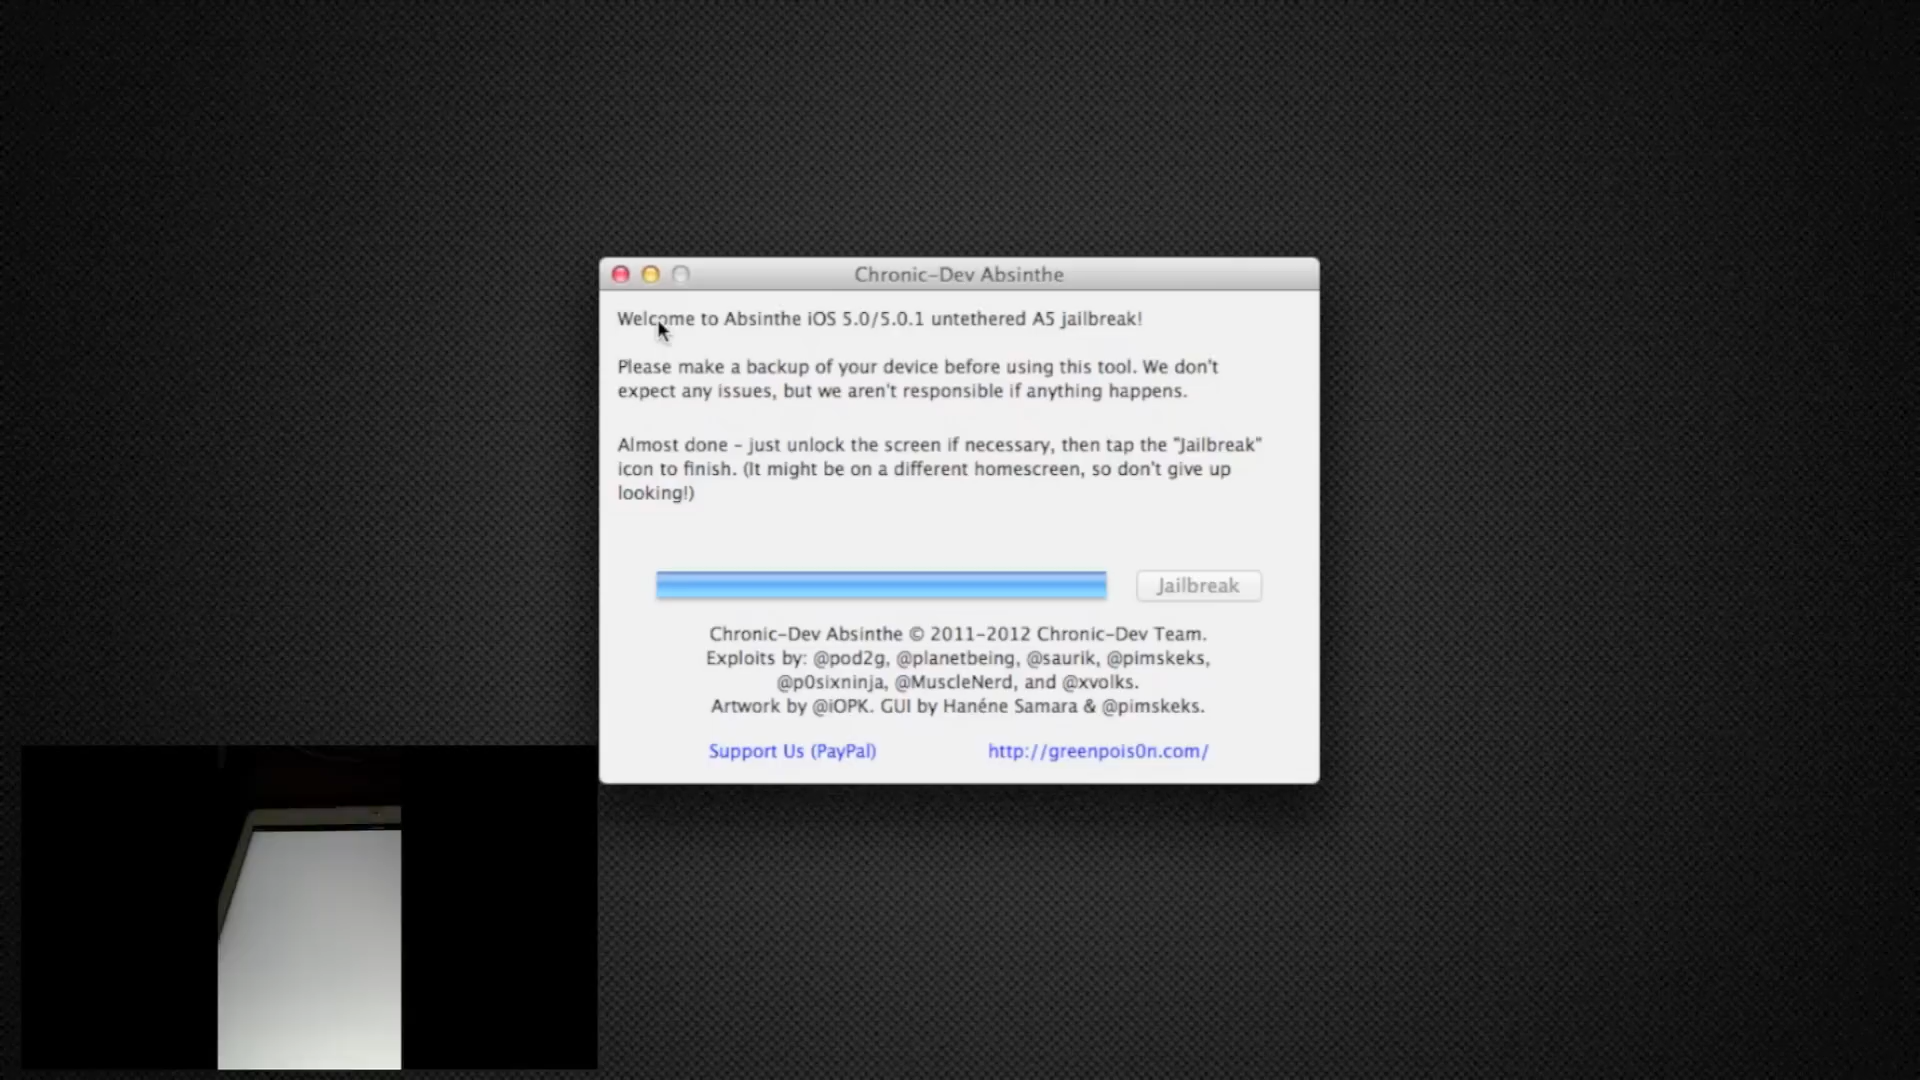 Chronic-Dev Absinthe
Welcome to Absinthe iOS 5.0/5.0.1 untethered A5 jailbreak!
Please make a backup of your device before using this tool. We don't
expect any issues, but we aren't responsible if anything happens.
Almost done - just unlock the screen if necessary, then tap the "Jailbreak"
icon to finish. (It might be on a different homescreen, so don't give up
looking!)
Jailbreak
Chronic-Dev Absinthe © 2011-2012 Chronic-Dev Team.
Exploits by: @pod2g, @planetbeing, @saurik, @pimskeks,
@p0sixninja, @MuscleNerd, and @xvolks.
Artwork by @iOPK. GUI by Hanéne Samara & @pimskeks.
Support Us (PayPal)
http://greenpois0n.com/